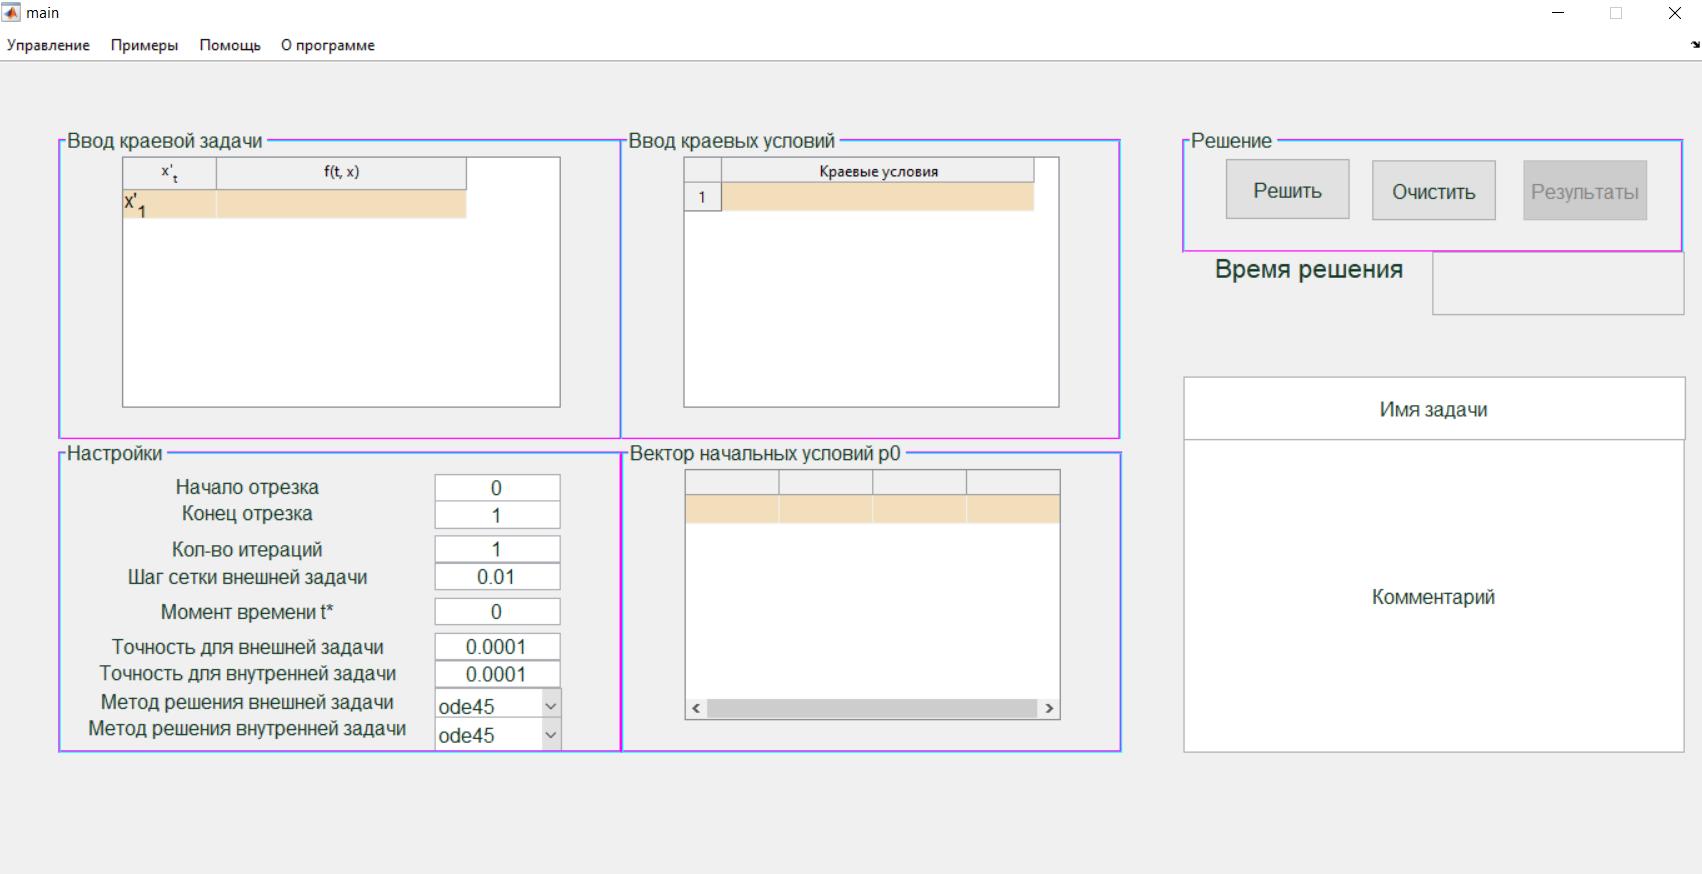 main
Управление Примеры Помощь О программе
Ввод краевой задачи
x't f(t, x)
x'1
Ввод краевых условий
Краевые условия
1
Решение
Решить Очистить Результаты
Время решения
Имя задачи
Комментарий
Настройки
Начало отрезка 0
Конец отрезка 1
Кол-во итераций 1
Шаг сетки внешней задачи 0.01
Момент времени t* 0
Точность для внешней задачи 0.0001
Точность для внутренней задачи 0.0001
Метод решения внешней задачи ode45
Метод решения внутренней задачи ode45
Вектор начальных условий p0